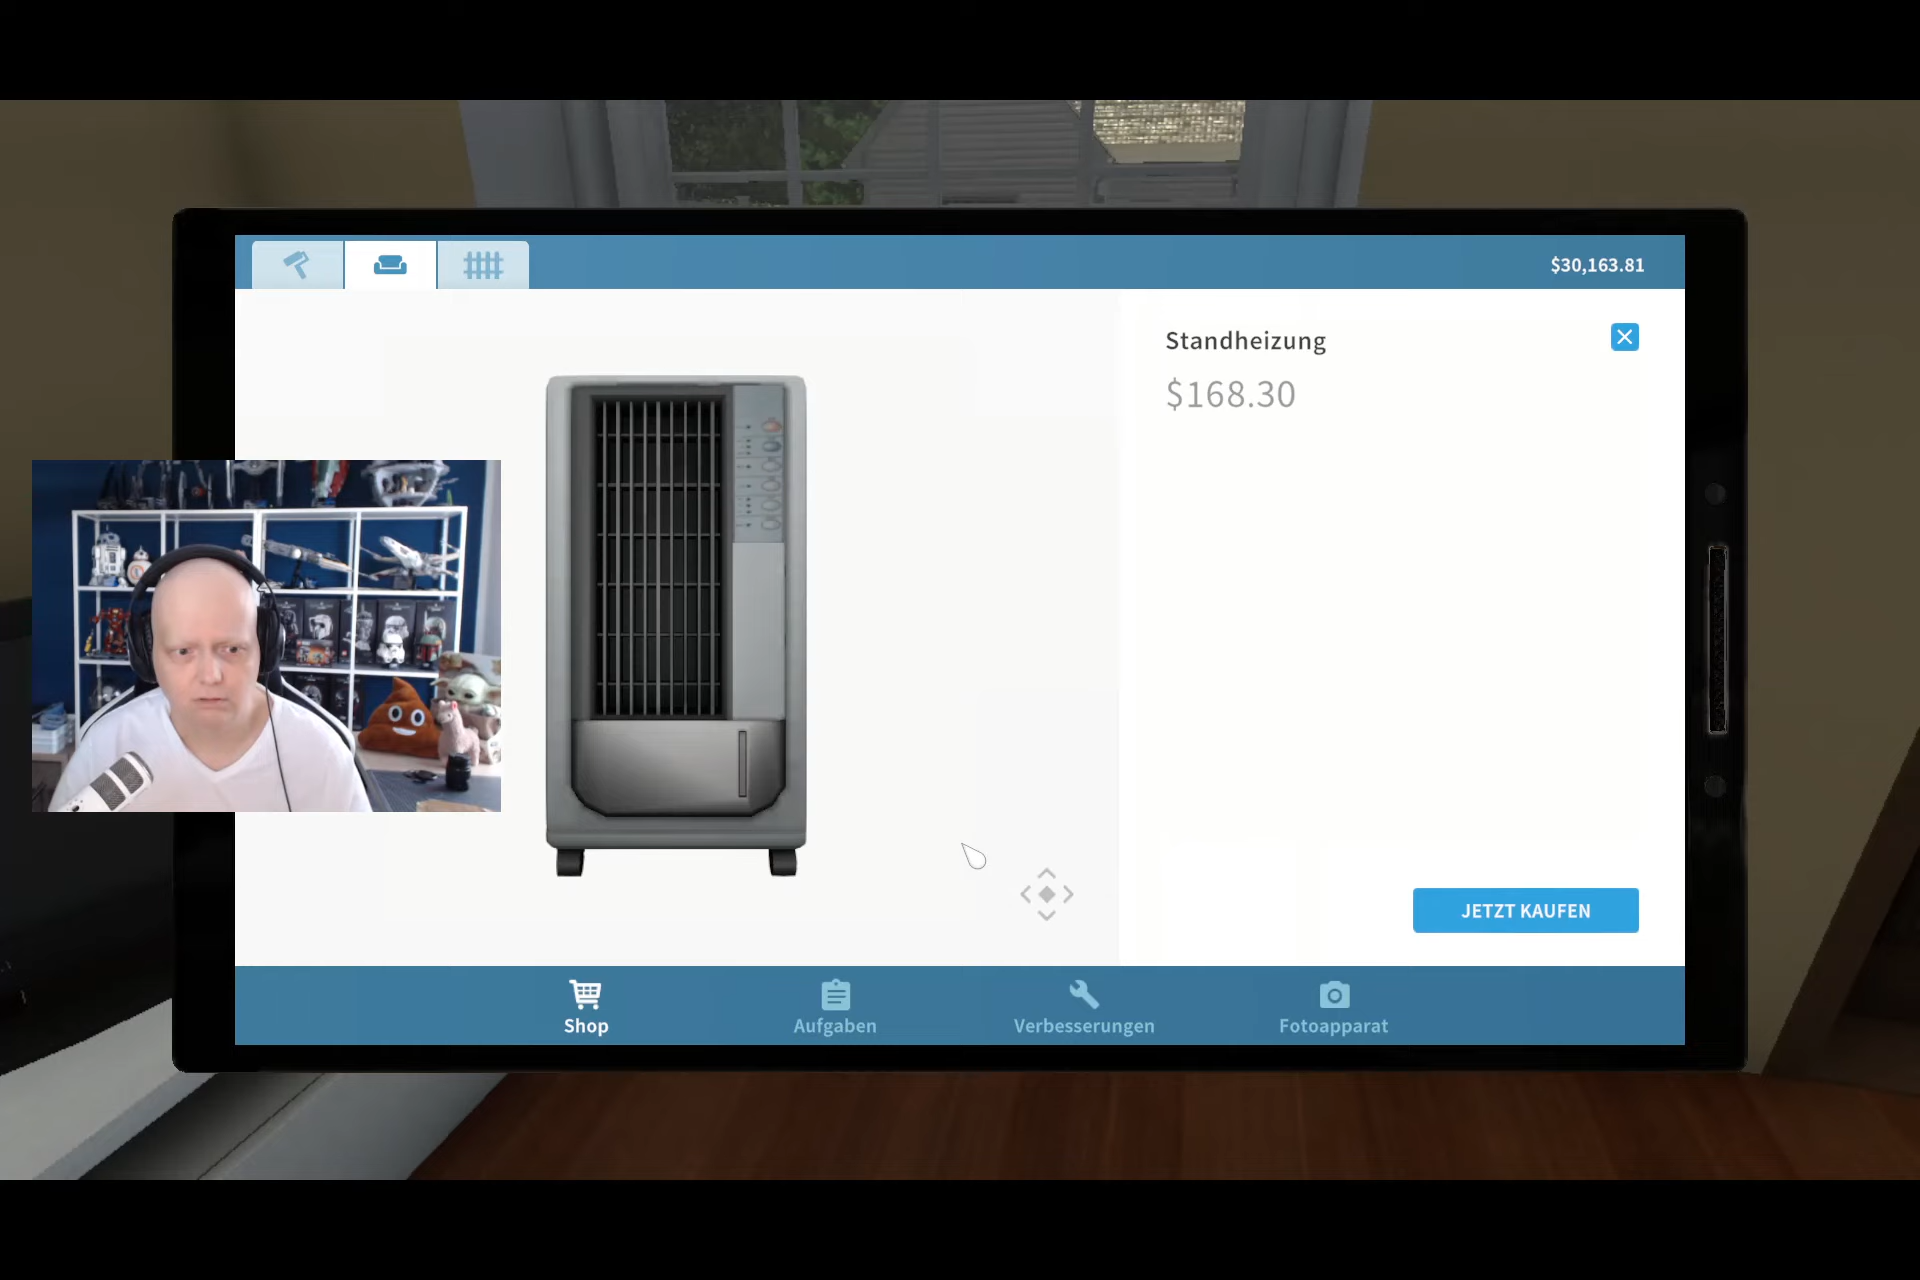 $30,163.81
Standheizung
$168.30
JETZT KAUFEN
Shop
Aufgaben
Verbesserungen
Fotoapparat